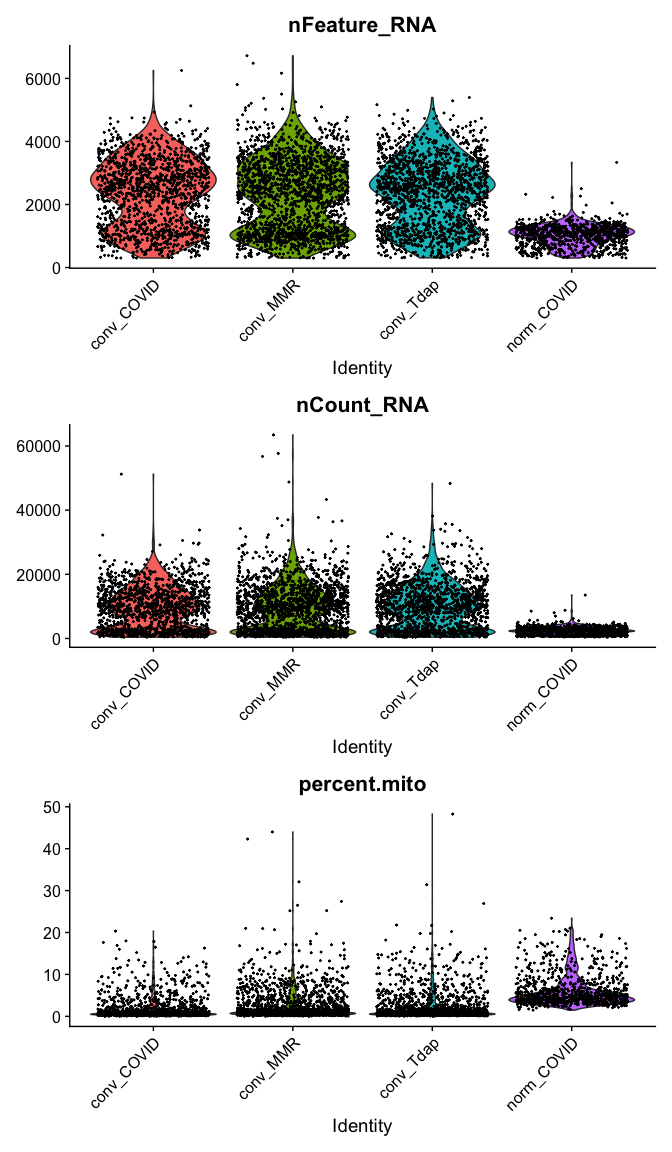 nFeature_RNA
6000
4000
2000
0
conv_COVID
conv_MMR
conv_Tdap
norm_COVID
Identity
nCount_RNA
60000
40000
20000
0
conv_COVID
conv_MMR
conv_Tdap
norm_COVID
Identity
percent.mito
50
40
30
20
10
0
conv_COVID
conv_MMR
conv_Tdap
norm_COVID
Identity